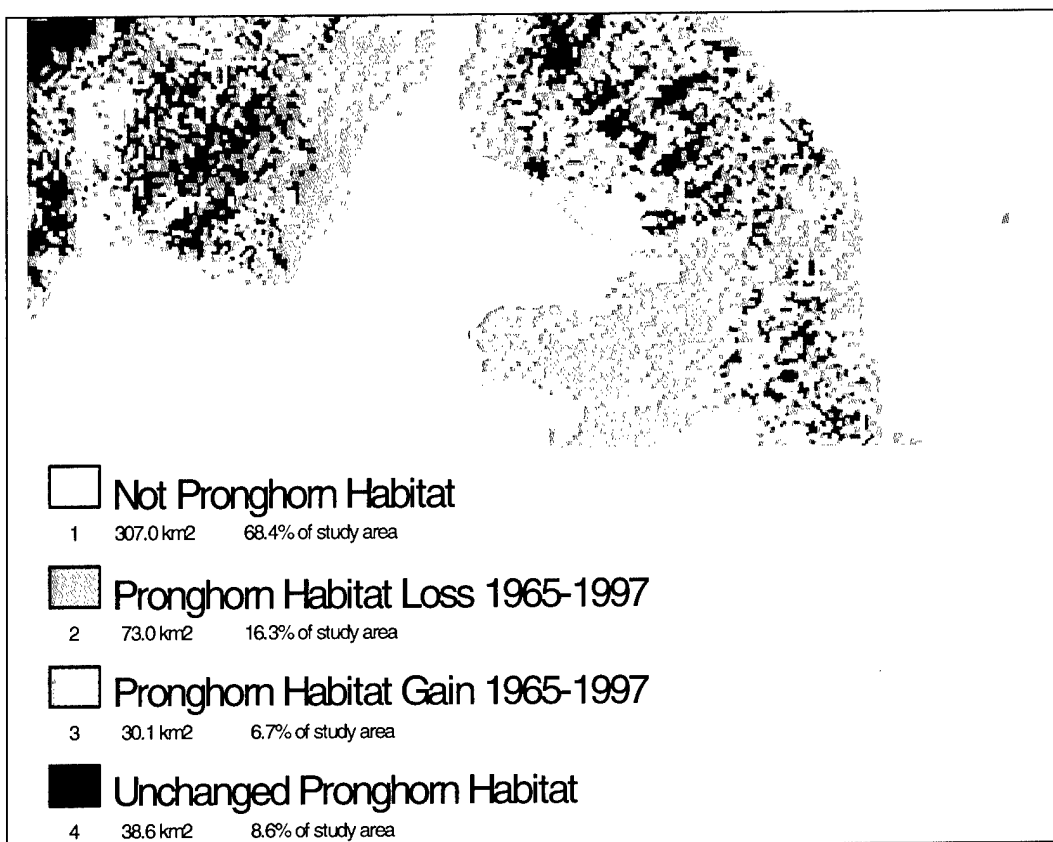 Not Pronghorn Habitat
1 307.0 km2 68.4% of study area
Pronghorn Habitat Loss 1965-1997
2 73.0 km2 16.3% of study area
Pronghorn Habitat Gain 1965-1997
3 30.1 km2 6.7% of study area
Unchanged Pronghorn Habitat
4 38.6 km2 8.6% of study area